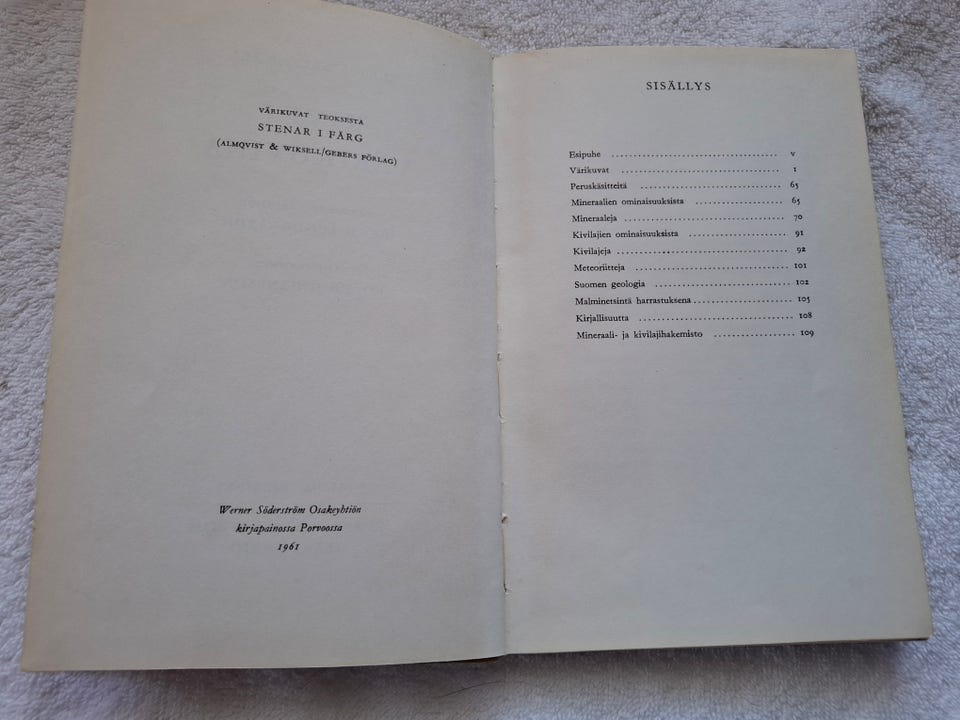 VÄRIKUVAT TEOKSESTA
STENAR I FÄRG
(ALMQVIST & WIKSELL/GEBERS FÖRLAG)
Werner Söderström Osakeyhtiön
kirjapainossa Porvoossa
1961
SISÄLLYS
Esipuhe .......... V
Värikuvat .......... 1
Peruskäsitteitä .......... 63
Mineraalien ominaisuuksista .......... 65
Mineraaleja .......... 70
Kivilajien ominaisuuksista .......... 91
Kivilajeja .......... 92
Meteoriitteja .......... 101
Suomen geologia .......... 102
Malminetsintä harrastuksena .......... 105
Kirjallisuutta .......... 108
Mineraali- ja kivilajihakemisto .......... 109